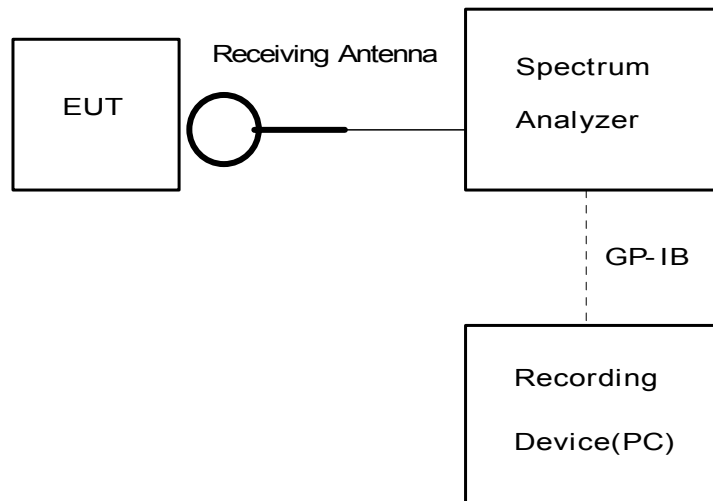 EUT
Receiving Antenna
Spectrum
Analyzer
GP-IB
Recording
Device(PC)